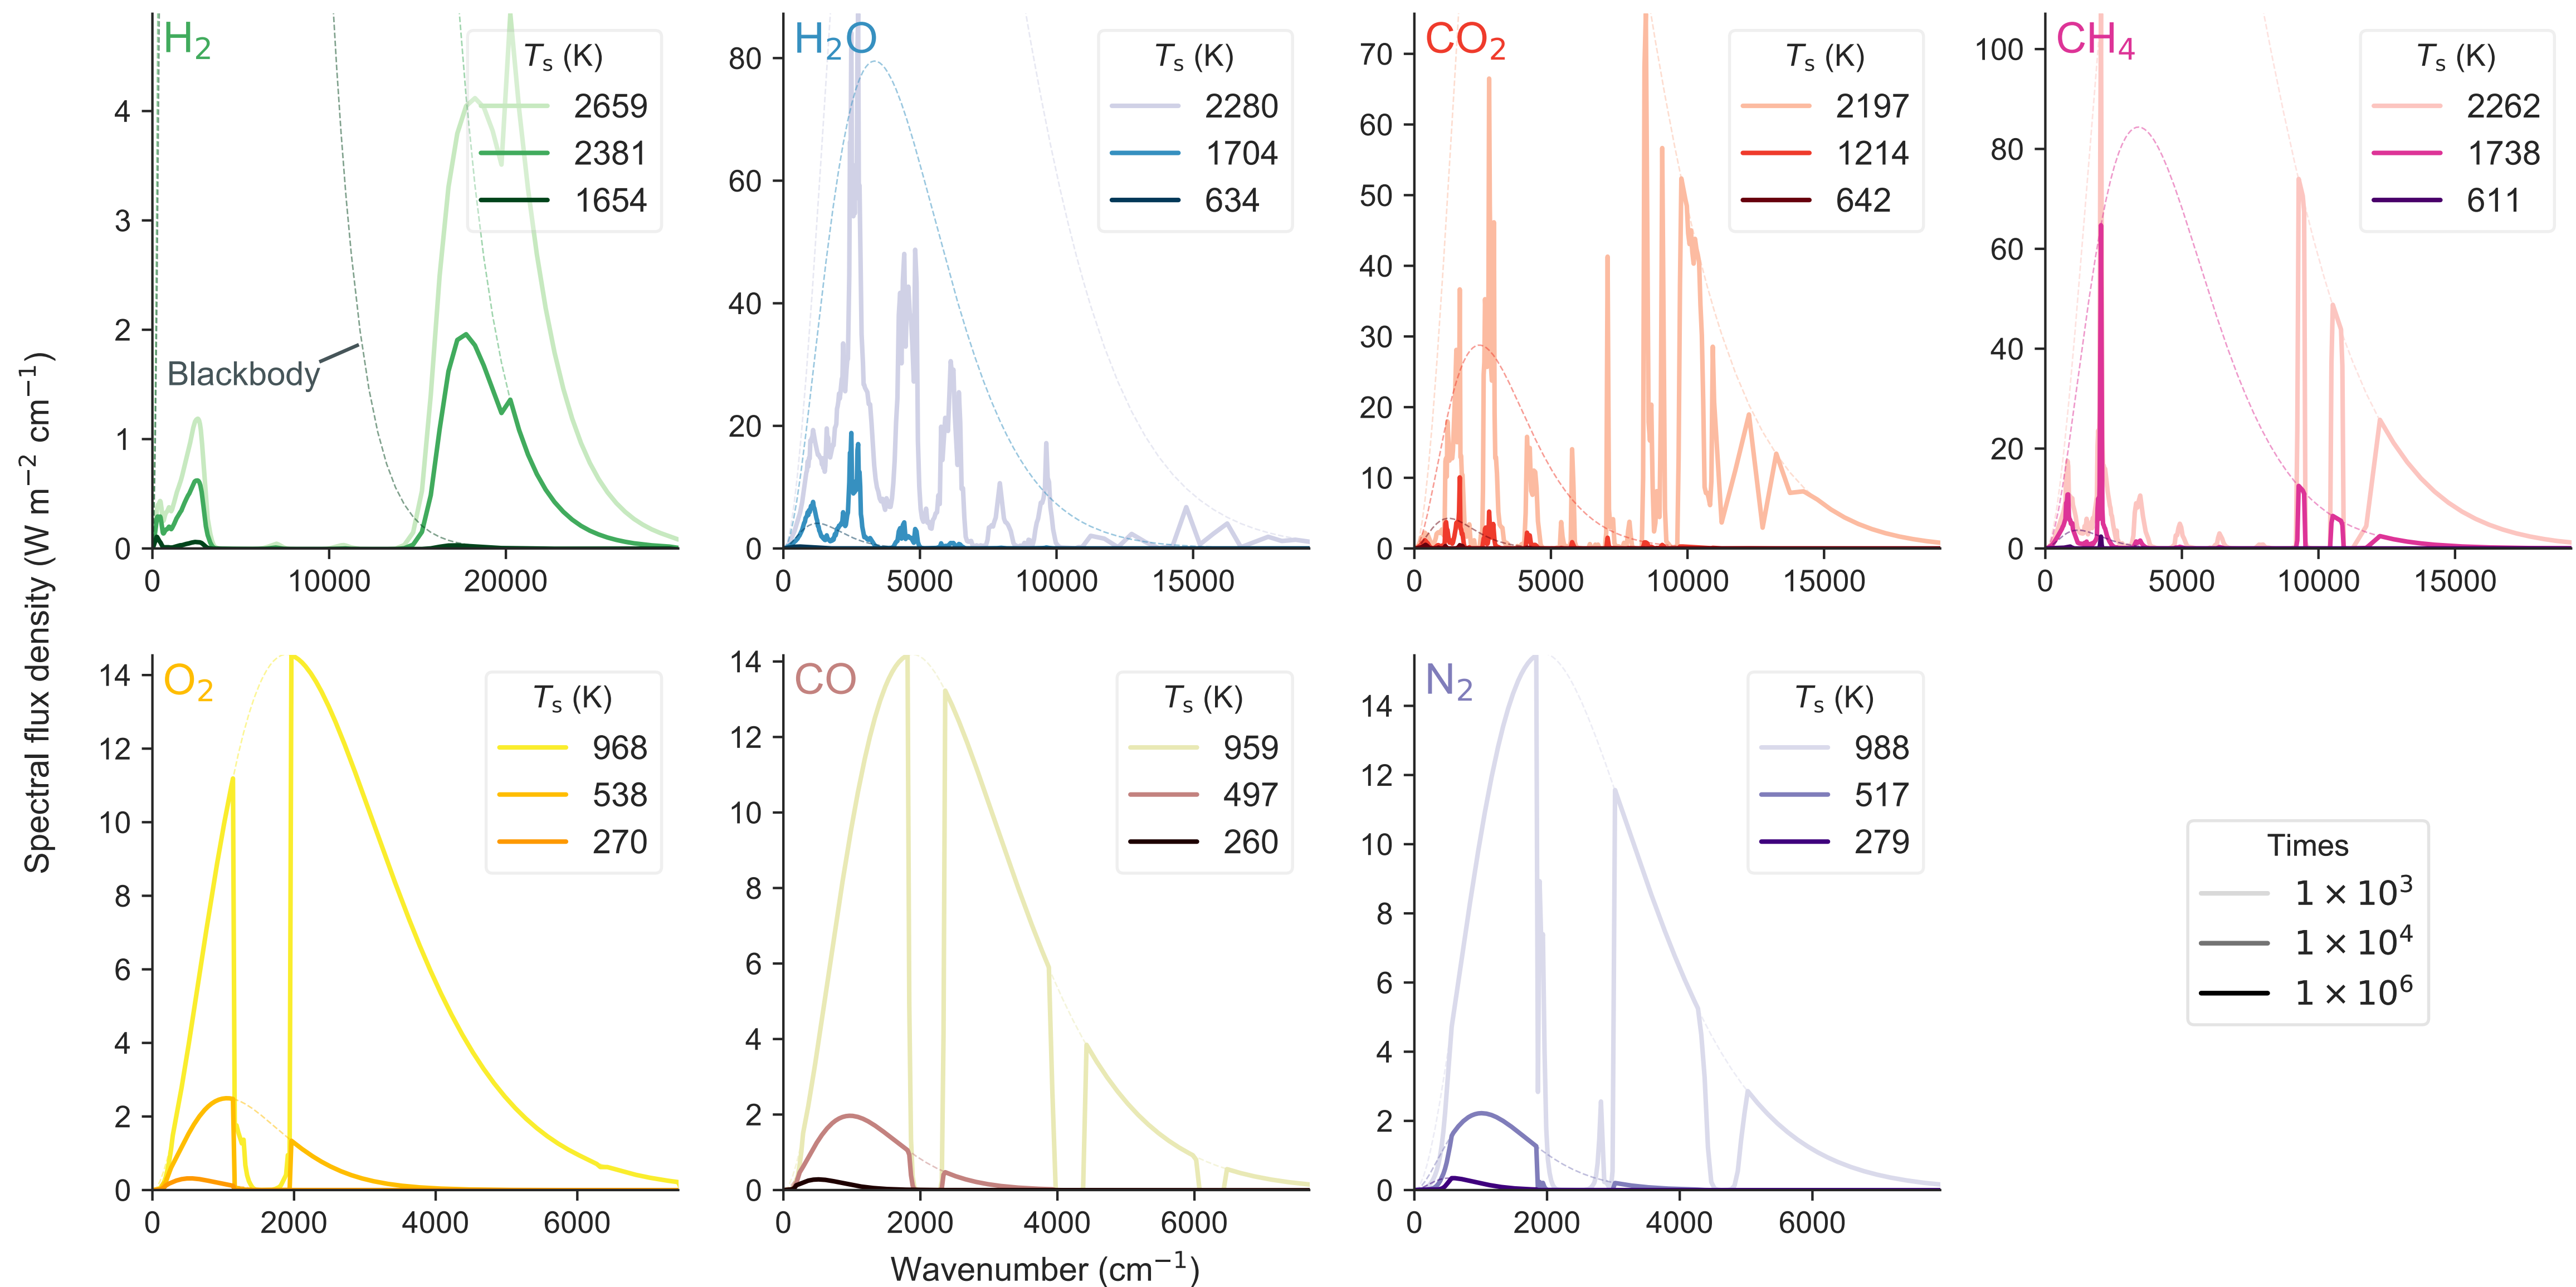 Spectral flux density (W m⁻² cm⁻¹)
H₂
Tₛ (K)
2659
2381
1654
Blackbody
4
3
2
1
0
0 10000 20000
H₂O
Tₛ (K)
2280
1704
634
80
60
40
20
0
0 5000 10000 15000
CO₂
Tₛ (K)
2197
1214
642
70
60
50
40
30
20
10
0
0 5000 10000 15000
CH₄
Tₛ (K)
2262
1738
611
100
80
60
40
20
0
0 5000 10000 15000
O₂
Tₛ (K)
968
538
270
14
12
10
8
6
4
2
0
0 2000 4000 6000
CO
Tₛ (K)
959
497
260
14
12
10
8
6
4
2
0
0 2000 4000 6000
N₂
Tₛ (K)
988
517
279
14
12
10
8
6
4
2
0
0 2000 4000 6000
Times
1 × 10³
1 × 10⁴
1 × 10⁶
Wavenumber (cm⁻¹)